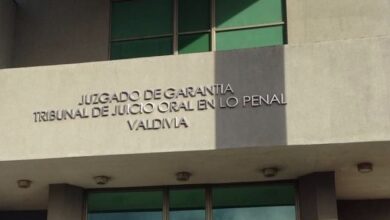 JUZGADO DE GARANTIA
TRIBUNAL DE JUICIO ORAL EN LO PENAL
VALDIVIA